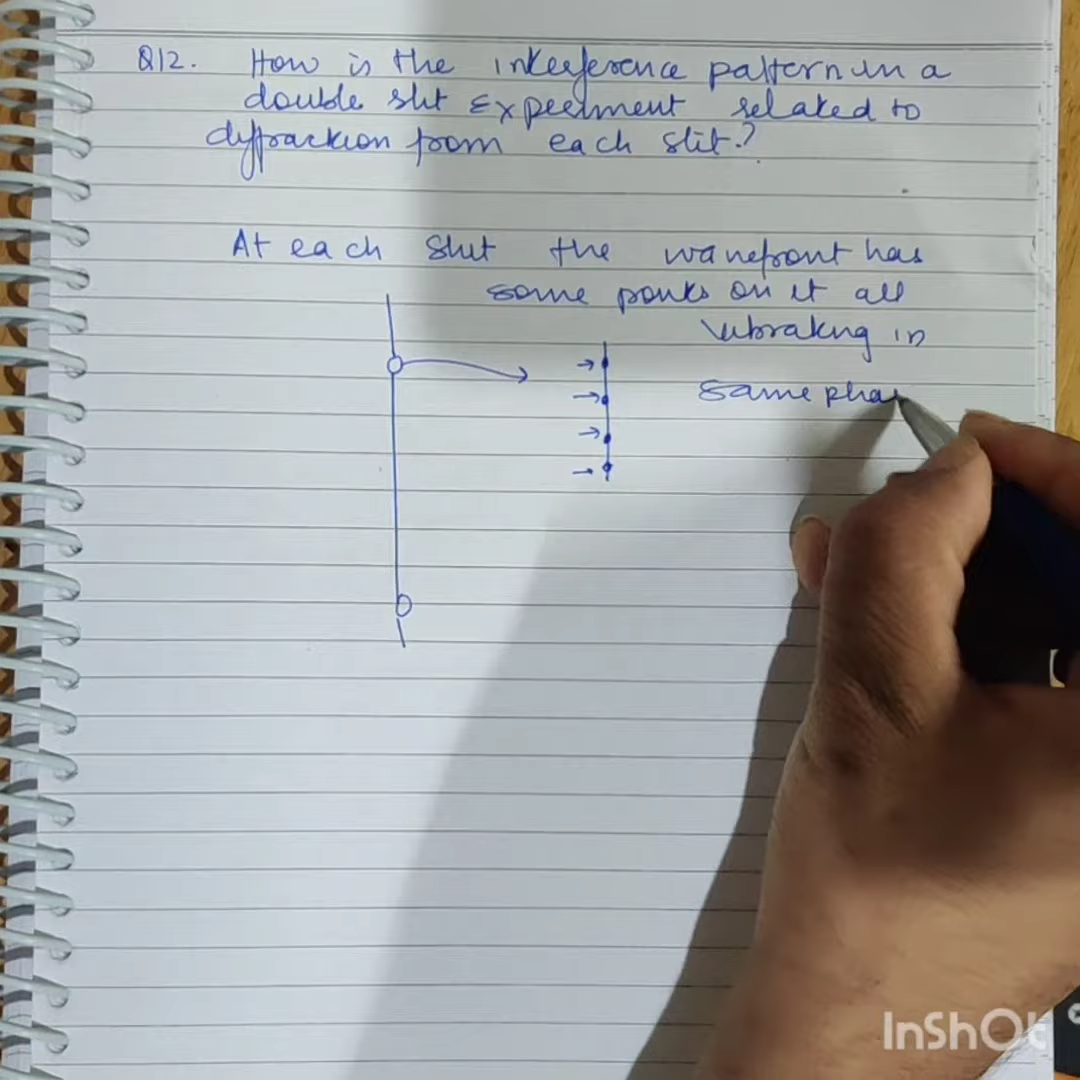 Q12. How is the interference pattern in a
double slit Experiment related to
diffraction from each slit?
At each slit the wavefront has
some points on it all
vibrating in
same phas
InShOt